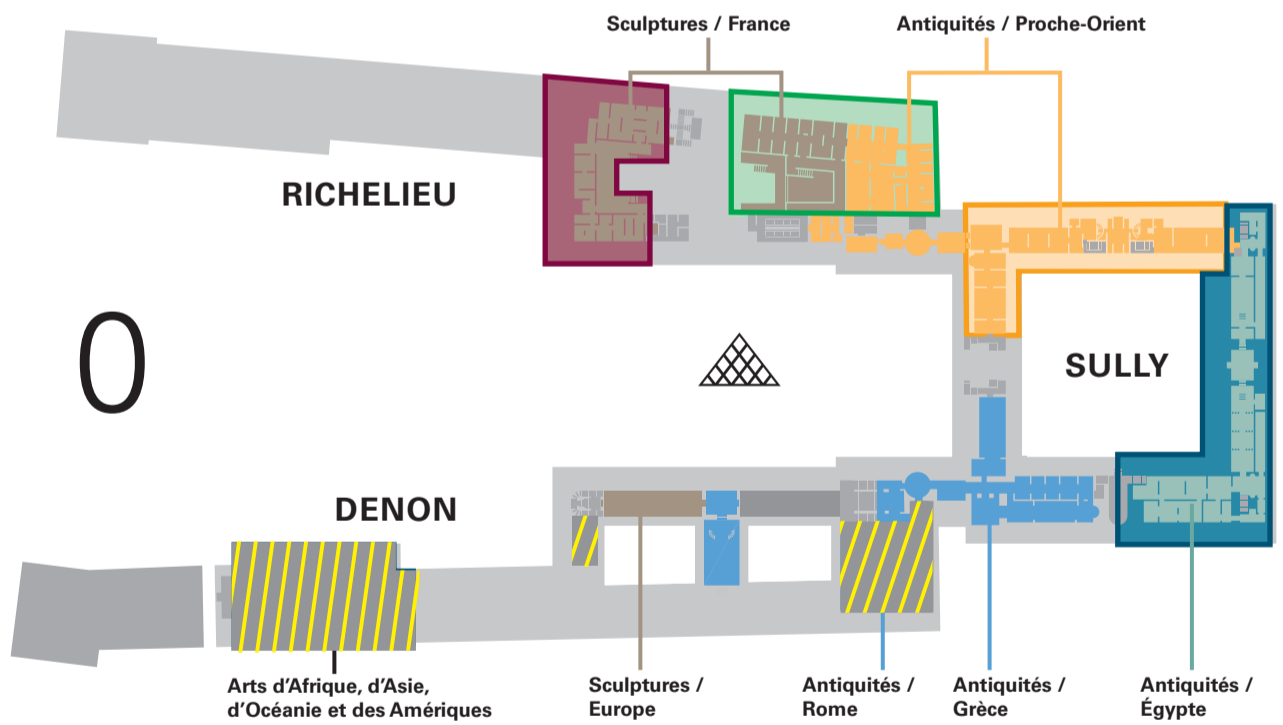 Sculptures / France
Antiquités / Proche-Orient
RICHELIEU
0
SULLY
DENON
Arts d’Afrique, d’Asie,
d’Océanie et des Amériques
Sculptures /
Europe
Antiquités /
Rome
Antiquités /
Grèce
Antiquités /
Égypte